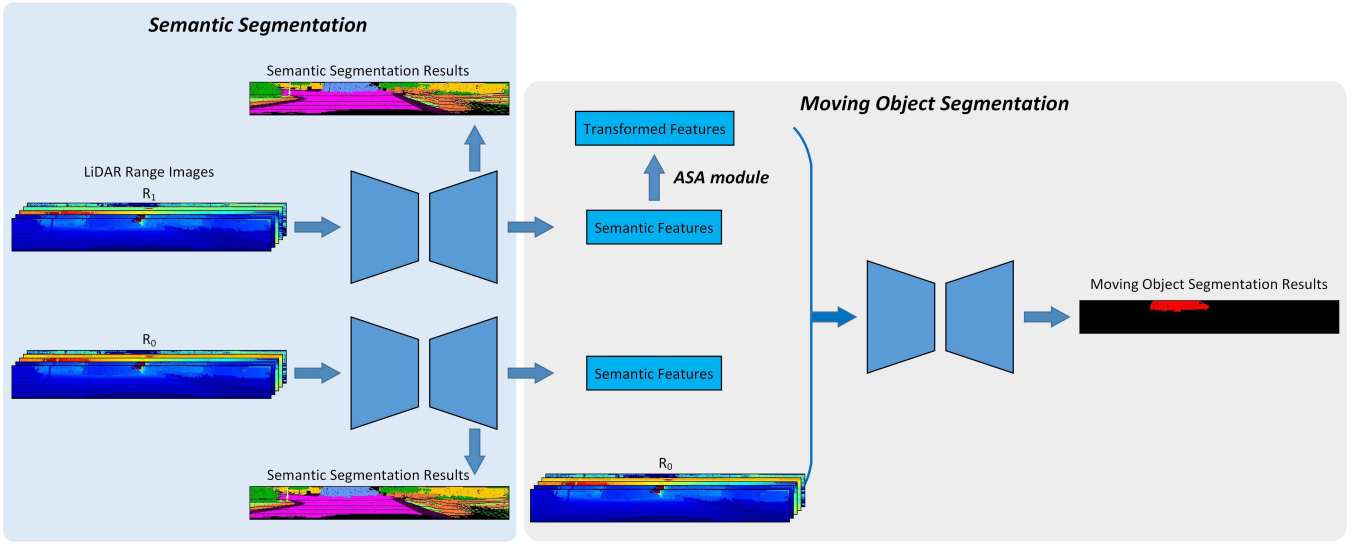 Semantic Segmentation
Semantic Segmentation Results
LiDAR Range Images
R₁
R₀
Semantic Segmentation Results
Moving Object Segmentation
Transformed Features
ASA module
Semantic Features
Semantic Features
R₀
Moving Object Segmentation Results